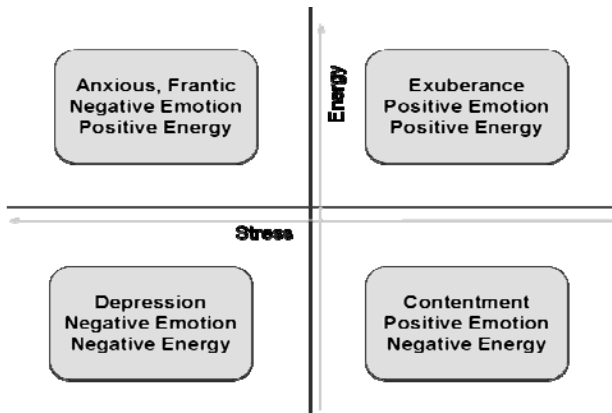 Anxious, Frantic
Negative Emotion
Positive Energy
Energy
Exuberance
Positive Emotion
Positive Energy
Stress
Depression
Negative Emotion
Negative Energy
Contentment
Positive Emotion
Negative Energy